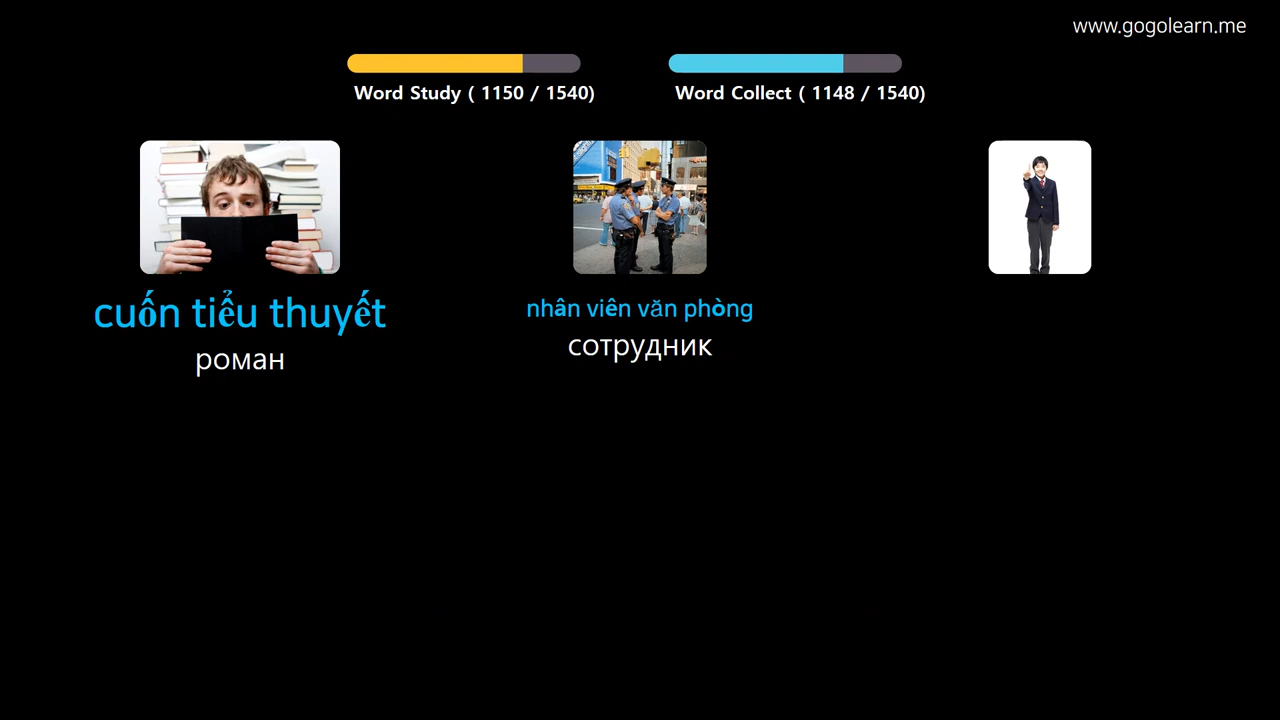 www.gogolearn.me
Word Study ( 1150 / 1540)
Word Collect ( 1148 / 1540)
cuốn tiểu thuyết
роман
nhân viên văn phòng
сотрудник